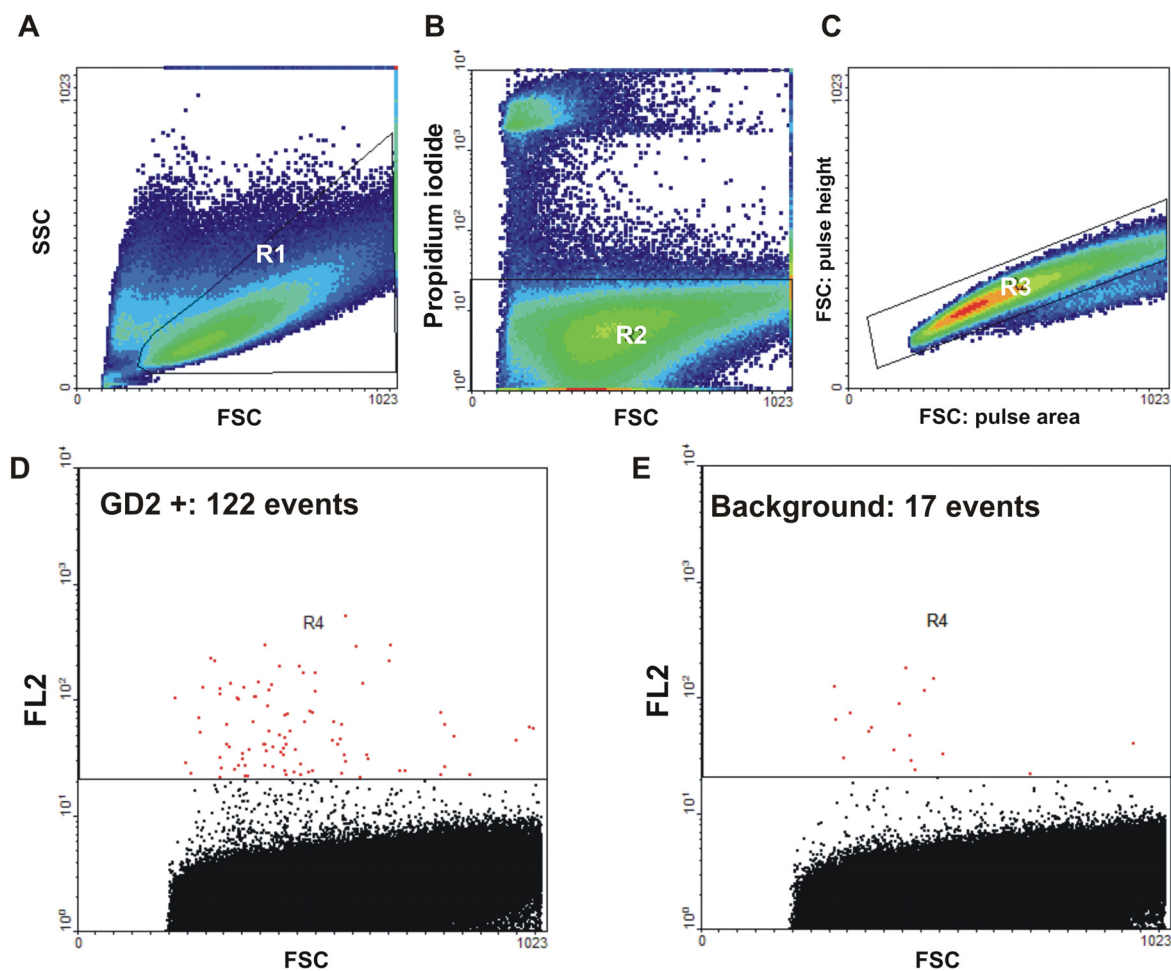 A
SSC
1023
0
R1
0
1023
FSC
B
Propidium iodide
10⁴
10³
10²
10¹
10⁰
R2
0
1023
FSC
C
FSC: pulse height
1023
0
R3
0
1023
FSC: pulse area
D
GD2 +: 122 events
FL2
10⁴
10³
10²
10¹
10⁰
R4
0
1023
FSC
E
Background: 17 events
FL2
10⁴
10³
10²
10¹
10⁰
R4
0
1023
FSC